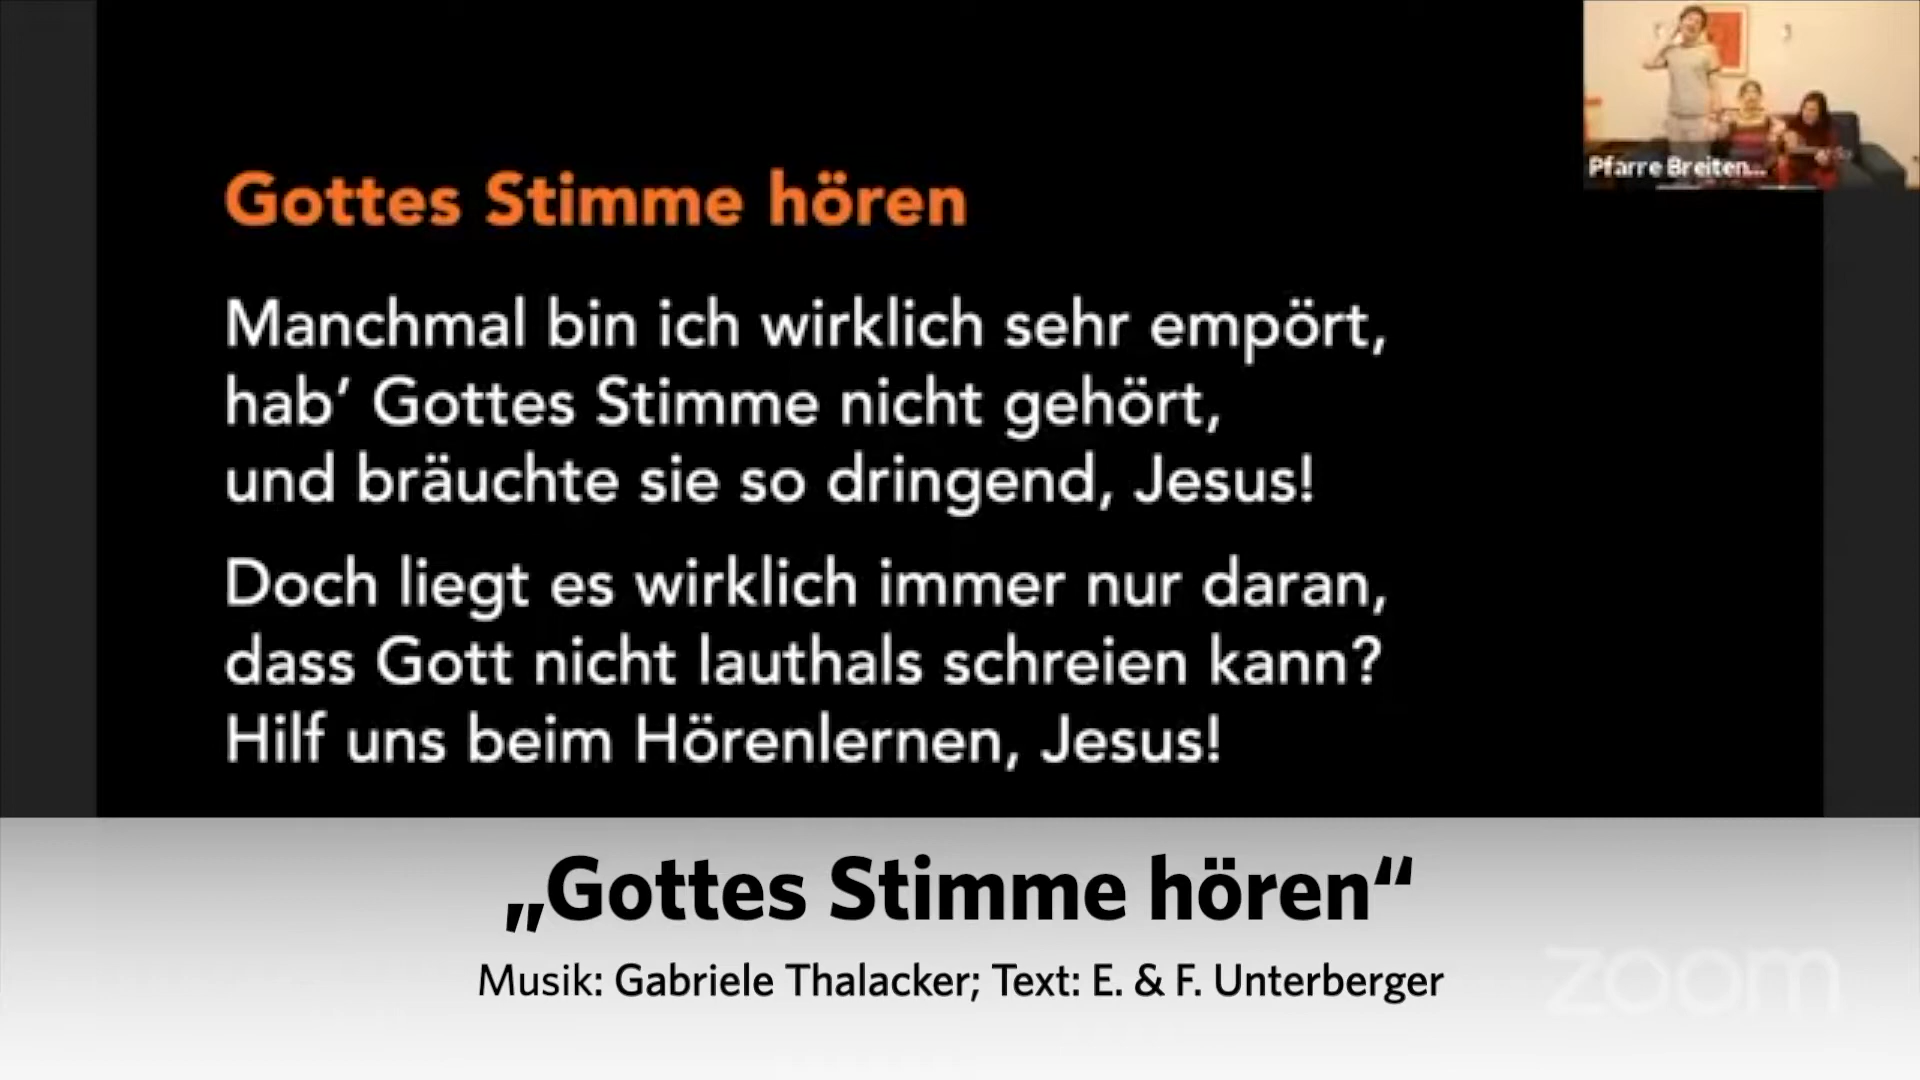 Pfarre Breiten...
Gottes Stimme hören
Manchmal bin ich wirklich sehr empört,
hab’ Gottes Stimme nicht gehört,
und bräuchte sie so dringend, Jesus!
Doch liegt es wirklich immer nur daran,
dass Gott nicht lauthals schreien kann?
Hilf uns beim Hörenlernen, Jesus!
„Gottes Stimme hören“
Musik: Gabriele Thalacker; Text: E. & F. Unterberger
zoom